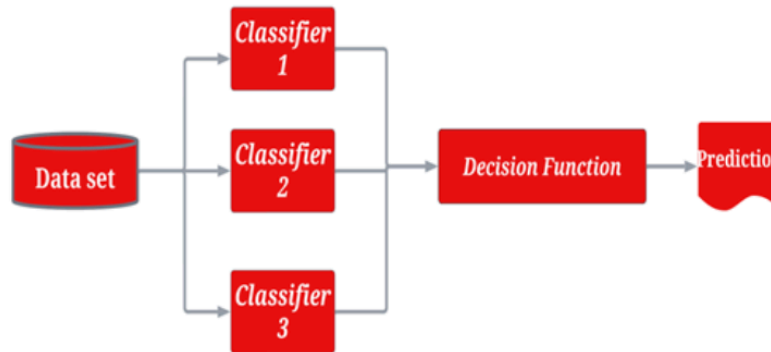 Classifier
1
Data set
Classifier
2
Decision Function
Predictio
Classifier
3